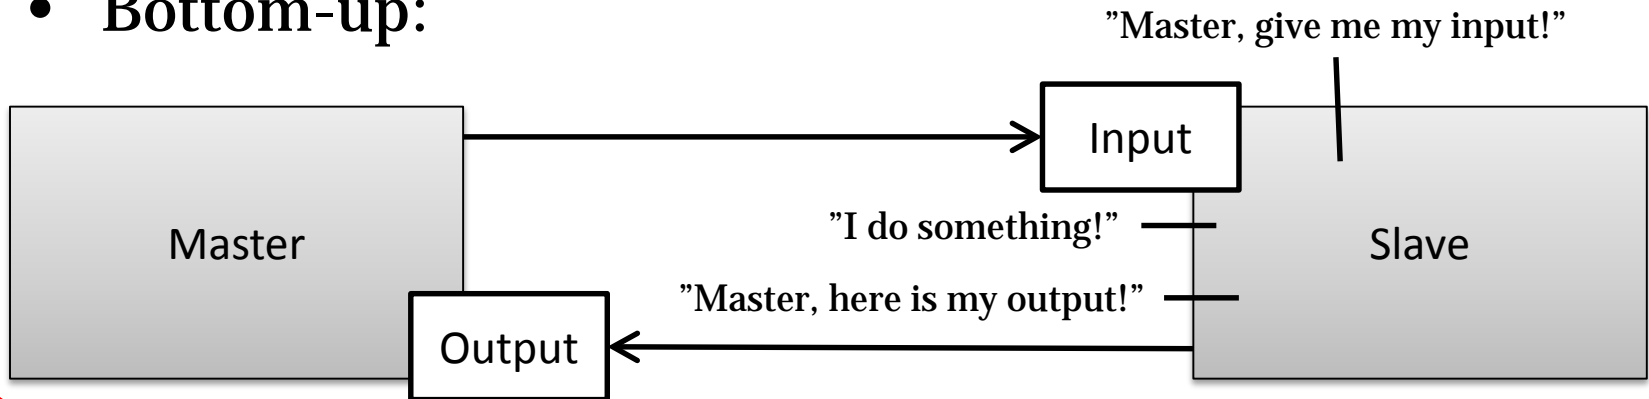 • Bottom-up:
”Master, give me my input!”
Input
Master
”I do something!”
Slave
”Master, here is my output!”
Output